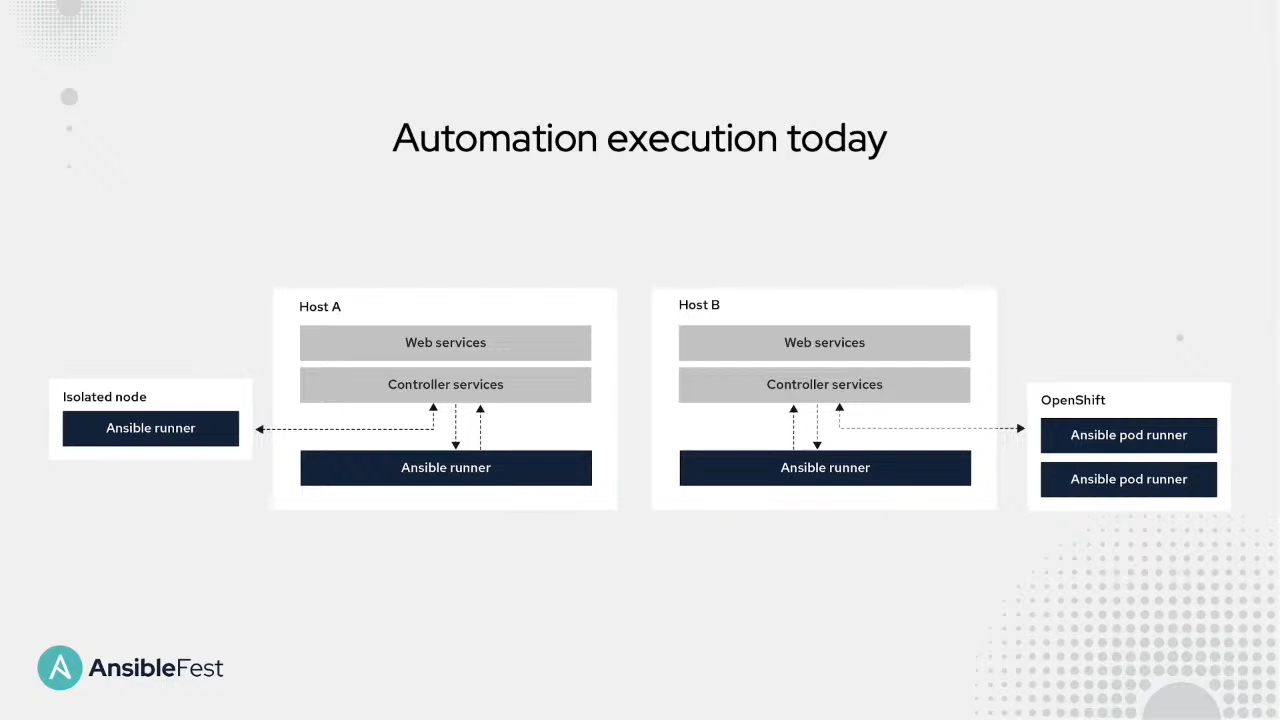 Automation execution today
Isolated node
Ansible runner
Host A
Web services
Controller services
Ansible runner
Host B
Web services
Controller services
Ansible runner
OpenShift
Ansible pod runner
Ansible pod runner
AnsibleFest